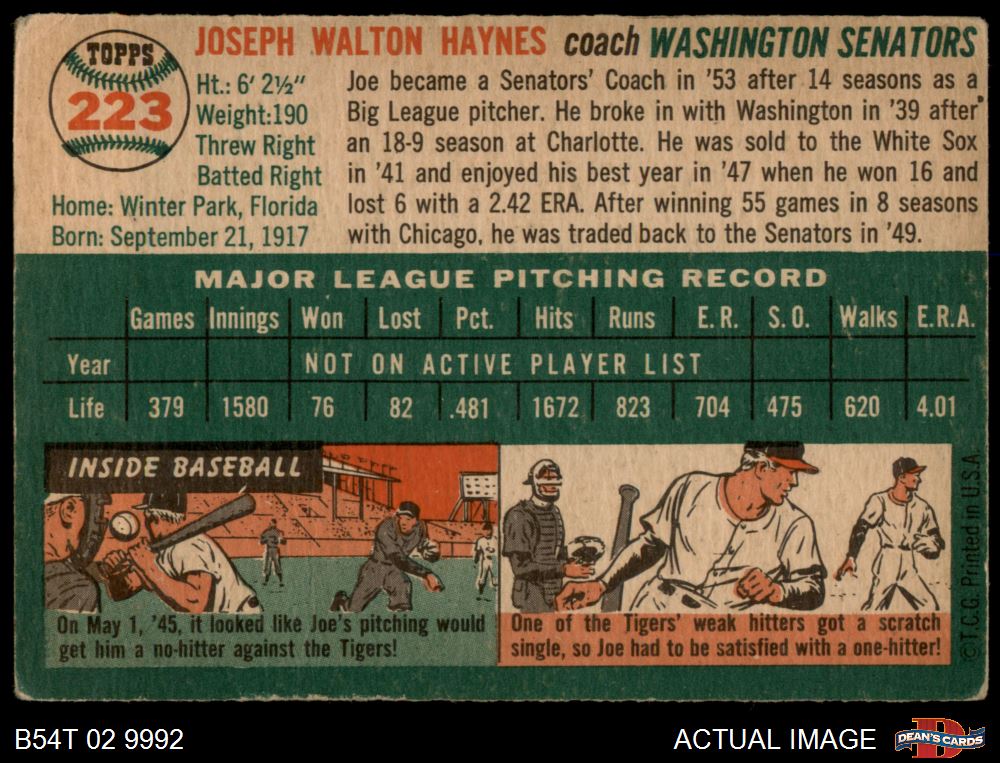 TOPPS
223
JOSEPH WALTON HAYNES coach WASHINGTON SENATORS
Ht.: 6' 2½"
Weight:190
Threw Right
Batted Right
Home: Winter Park, Florida
Born: September 21, 1917
Joe became a Senators' Coach in '53 after 14 seasons as a
Big League pitcher. He broke in with Washington in '39 after
an 18-9 season at Charlotte. He was sold to the White Sox
in '41 and enjoyed his best year in '47 when he won 16 and
lost 6 with a 2.42 ERA. After winning 55 games in 8 seasons
with Chicago, he was traded back to the Senators in '49.
MAJOR LEAGUE PITCHING RECORD
Games Innings Won Lost Pct. Hits Runs E.R. S.O. Walks E.R.A.
Year NOT ON ACTIVE PLAYER LIST
Life 379 1580 76 82 .481 1672 823 704 475 620 4.01
INSIDE BASEBALL
On May 1, '45, it looked like Joe's pitching would
get him a no-hitter against the Tigers!
One of the Tigers' weak hitters got a scratch
single, so Joe had to be satisfied with a one-hitter!
©T.C.G. Printed in U.S.A.
B54T 02 9992
ACTUAL IMAGE
DEAN'S CARDS